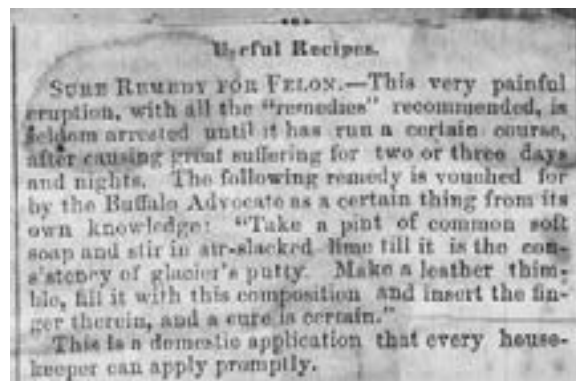 Useful Recipes.
SURE REMEDY FOR FELON.—This very painful
eruption, with all the "remedies" recommended, is
seldom arrested until it has run a certain course,
after causing great suffering for two or three days
and nights. The following remedy is vouched for
by the Buffalo Advocate as a certain thing from its
own knowledge: "Take a pint of common soft
soap and stir in air-slacked lime till it is the con-
s'stency of glacier's putty. Make a leather thim-
ble, fill it with this composition and insert the fin-
ger therein, and a cure is certain."
This is a domestic application that every house-
keeper can apply promptly.